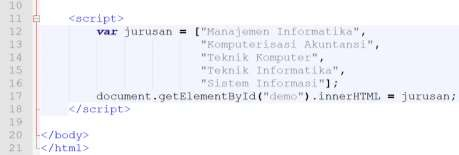 10
11 <script>
12 var jurusan = ["Manajemen Informatika",
13 "Komputerisasi Akuntansi",
14 "Teknik Komputer",
15 "Teknik Informatika",
16 "Sistem Informasi"];
17 document.getElementById("demo").innerHTML = jurusan;
18 </script>
19
20 </body>
21 </html>